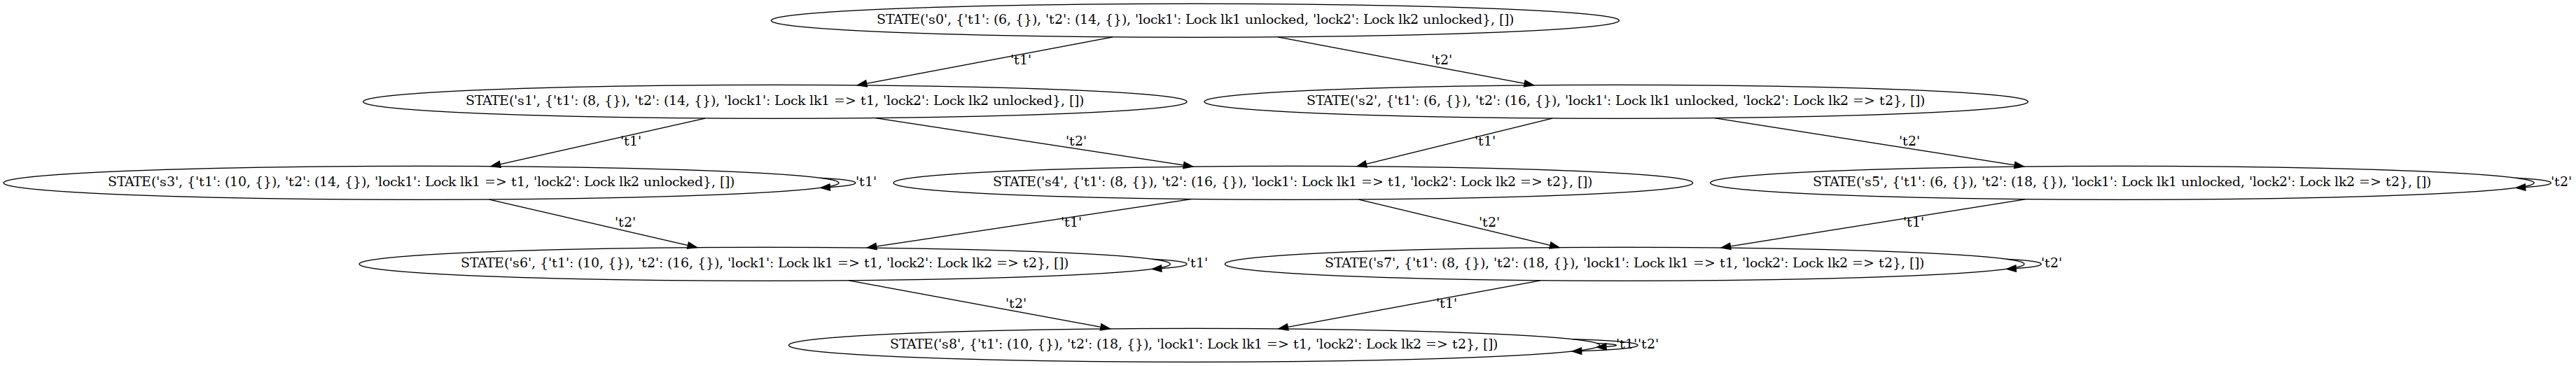 STATE('s0', {'t1': (6, {}), 't2': (14, {}), 'lock1': Lock lk1 unlocked, 'lock2': Lock lk2 unlocked}, [])
't1'
't2'
STATE('s1', {'t1': (8, {}), 't2': (14, {}), 'lock1': Lock lk1 => t1, 'lock2': Lock lk2 unlocked}, [])
STATE('s2', {'t1': (6, {}), 't2': (16, {}), 'lock1': Lock lk1 unlocked, 'lock2': Lock lk2 => t2}, [])
't1'
't2'
't1'
't2'
STATE('s3', {'t1': (10, {}), 't2': (14, {}), 'lock1': Lock lk1 => t1, 'lock2': Lock lk2 unlocked}, [])
't1'
STATE('s4', {'t1': (8, {}), 't2': (16, {}), 'lock1': Lock lk1 => t1, 'lock2': Lock lk2 => t2}, [])
STATE('s5', {'t1': (6, {}), 't2': (18, {}), 'lock1': Lock lk1 unlocked, 'lock2': Lock lk2 => t2}, [])
't2'
't2'
't1'
't2'
't1'
STATE('s6', {'t1': (10, {}), 't2': (16, {}), 'lock1': Lock lk1 => t1, 'lock2': Lock lk2 => t2}, [])
't1'
STATE('s7', {'t1': (8, {}), 't2': (18, {}), 'lock1': Lock lk1 => t1, 'lock2': Lock lk2 => t2}, [])
't2'
't2'
't1'
STATE('s8', {'t1': (10, {}), 't2': (18, {}), 'lock1': Lock lk1 => t1, 'lock2': Lock lk2 => t2}, [])
't1'
't2'